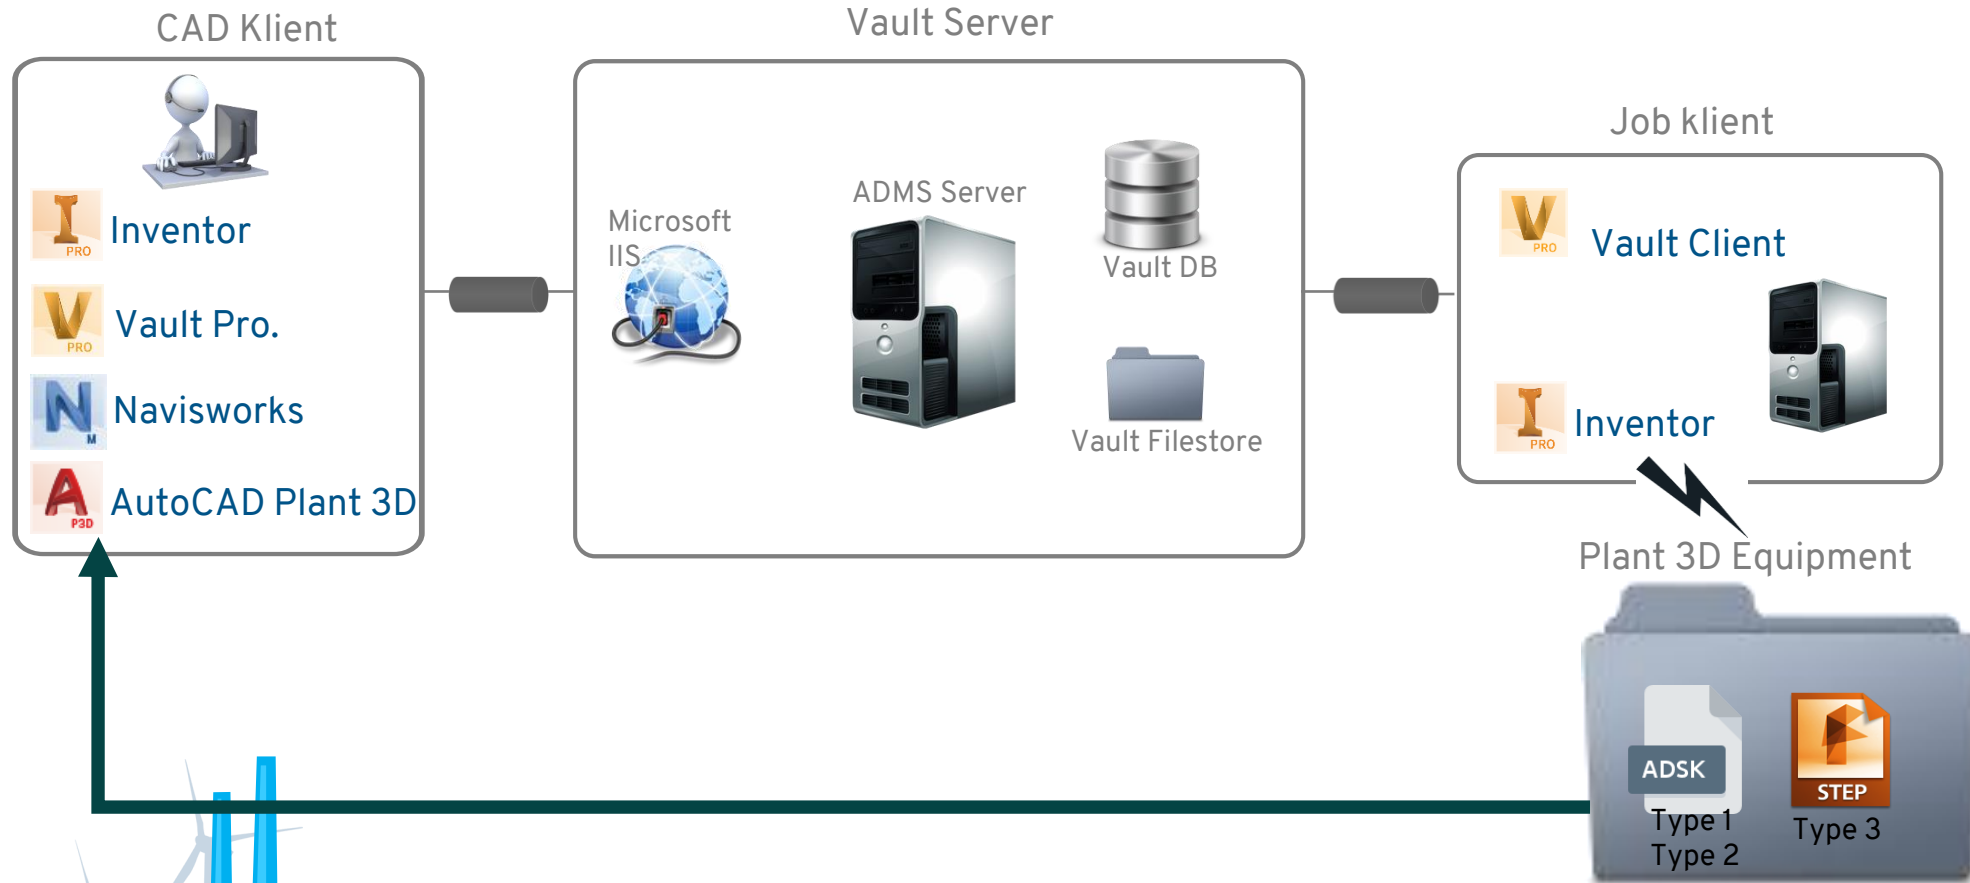 CAD Klient
Inventor
PRO
Vault Pro.
PRO
Navisworks
M
AutoCAD Plant 3D
P3D
Vault Server
Microsoft
IIS
ADMS Server
Vault DB
Vault Filestore
Job klient
Vault Client
PRO
Inventor
PRO
Plant 3D Equipment
ADSK
Type 1
Type 2
STEP
Type 3